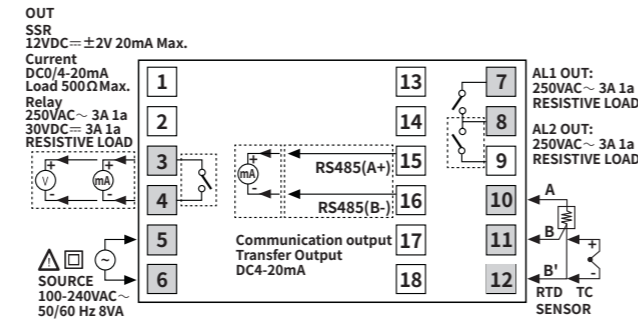 OUT
SSR
12VDC⎓±2V 20mA Max.
Current
DC0/4-20mA
Load 500ΩMax.
Relay
250VAC∼ 3A 1a
30VDC⎓ 3A 1a
RESISTIVE LOAD
V
mA
+
-
+
-
SOURCE
100-240VAC∼
50/60 Hz 8VA
1
2
3
4
5
6
mA
+
-
RS485(A+)
RS485(B-)
Communication output
Transfer Output
DC4-20mA
13
14
15
16
17
18
7
8
9
10
11
12
AL1 OUT:
250VAC∼ 3A 1a
RESISTIVE LOAD
AL2 OUT:
250VAC∼ 3A 1a
RESISTIVE LOAD
A
B
B'
+
-
RTD TC
SENSOR